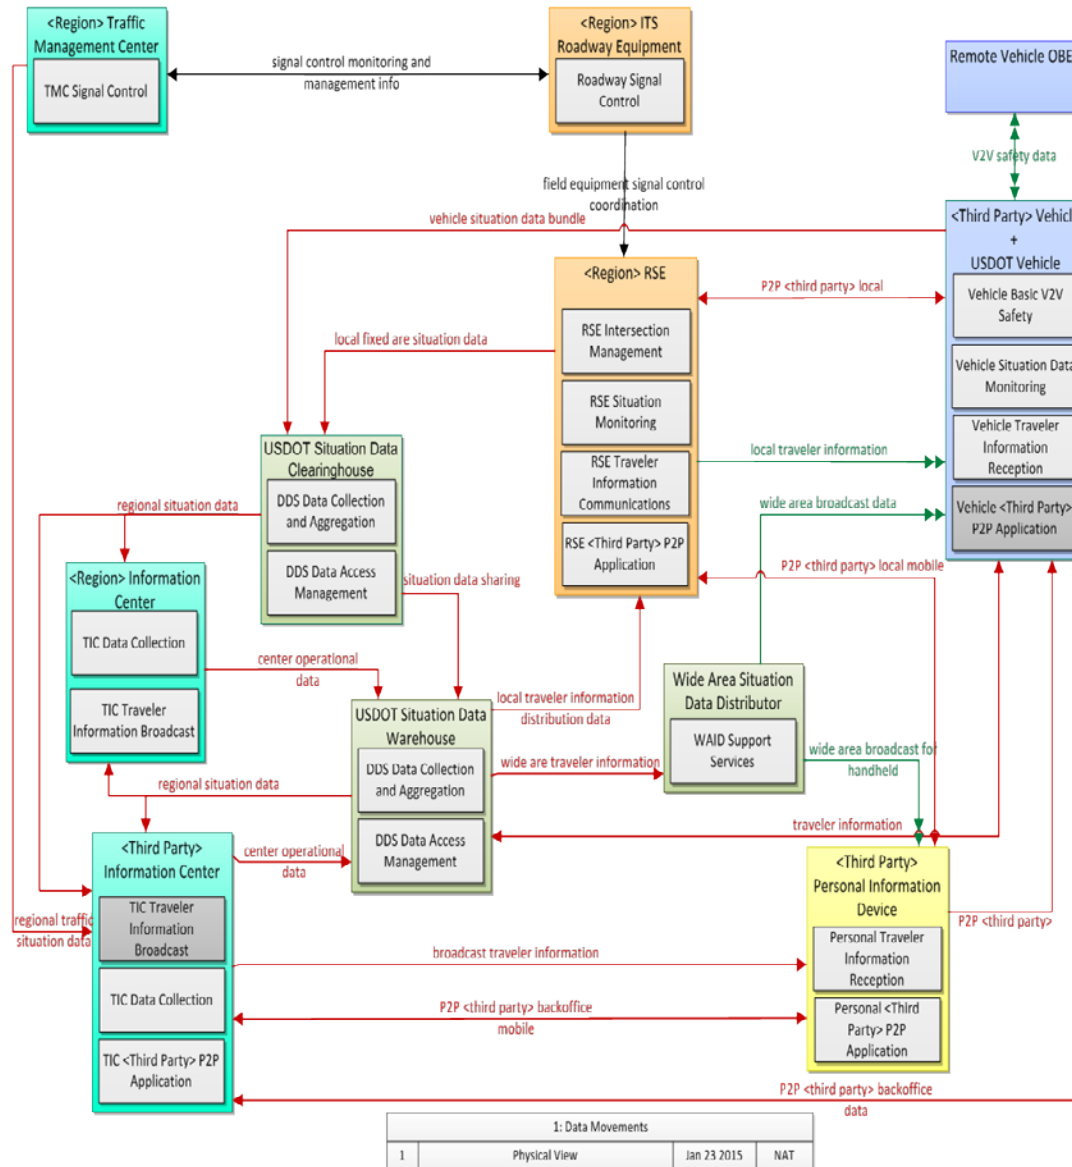 <Region> Traffic
Management Center
TMC Signal Control
signal control monitoring and
management info
<Region> ITS
Roadway Equipment
Roadway Signal
Control
Remote Vehicle OBE
V2V safety data
field equipment signal control
coordination
vehicle situation data bundle
<Third Party> Vehicl
+
USDOT Vehicle
Vehicle Basic V2V
Safety
Vehicle Situation Data
Monitoring
Vehicle Traveler
Information
Reception
Vehicle <Third Party>
P2P Application
<Region> RSE
RSE Intersection
Management
RSE Situation
Monitoring
RSE Traveler
Information
Communications
RSE <Third Party> P2P
Application
P2P <third party> local
local fixed are situation data
local traveler information
wide area broadcast data
P2P <third party> local mobile
USDOT Situation Data
Clearinghouse
DDS Data Collection
and Aggregation
DDS Data Access
Management
regional situation data
situation data sharing
<Region> Information
Center
TIC Data Collection
TIC Traveler
Information Broadcast
center operational
data
USDOT Situation Data
Warehouse
DDS Data Collection
and Aggregation
DDS Data Access
Management
local traveler information
distribution data
Wide Area Situation
Data Distributor
WAID Support
Services
wide are traveler information
wide area broadcast for
handheld
regional situation data
traveler information
<Third Party>
Information Center
TIC Traveler
Information
Broadcast
TIC Data Collection
TIC <Third Party> P2P
Application
center operational
data
regional traffic
situation data
<Third Party>
Personal Information
Device
Personal Traveler
Information
Reception
Personal <Third
Party> P2P
Application
P2P <third party>
broadcast traveler information
P2P <third party> backoffice
mobile
P2P <third party> backoffice
data
1: Data Movements
1 Physical View Jan 23 2015 NAT